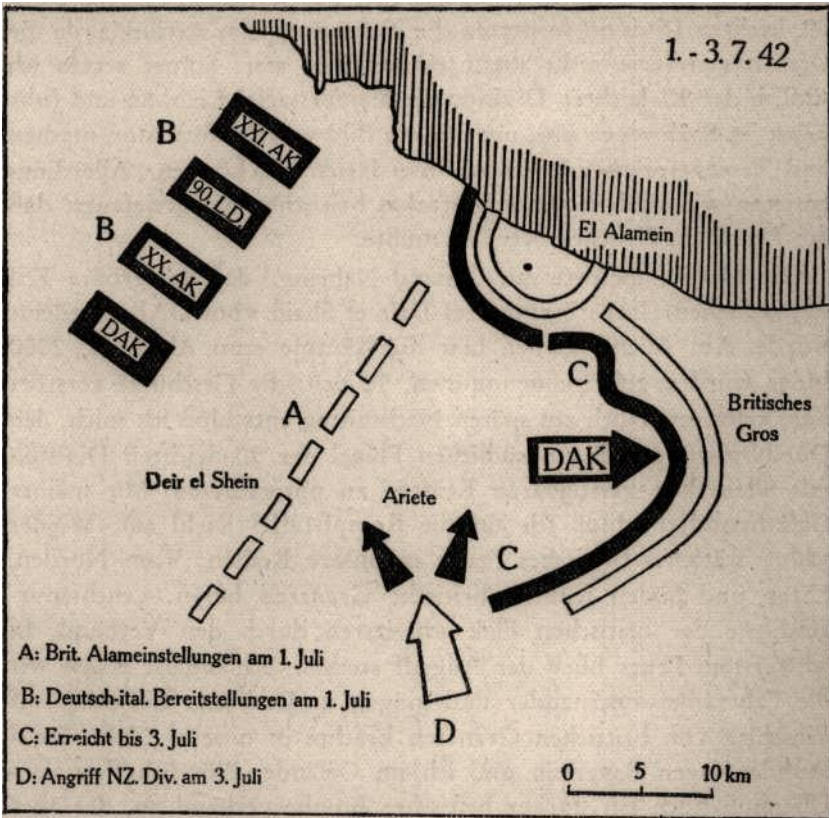 1.-3.7.42
B
XXI. AK
90. L.D.
B
XX. AK
DAK
El Alamein
A
C
Britisches
Gros
DAK
Deir el Shein
Ariete
C
D
A: Brit. Alameinstellungen am 1. Juli
B: Deutsch-ital. Bereitstellungen am 1. Juli
C: Erreicht bis 3. Juli
D: Angriff NZ. Div. am 3. Juli
0 5 10 km